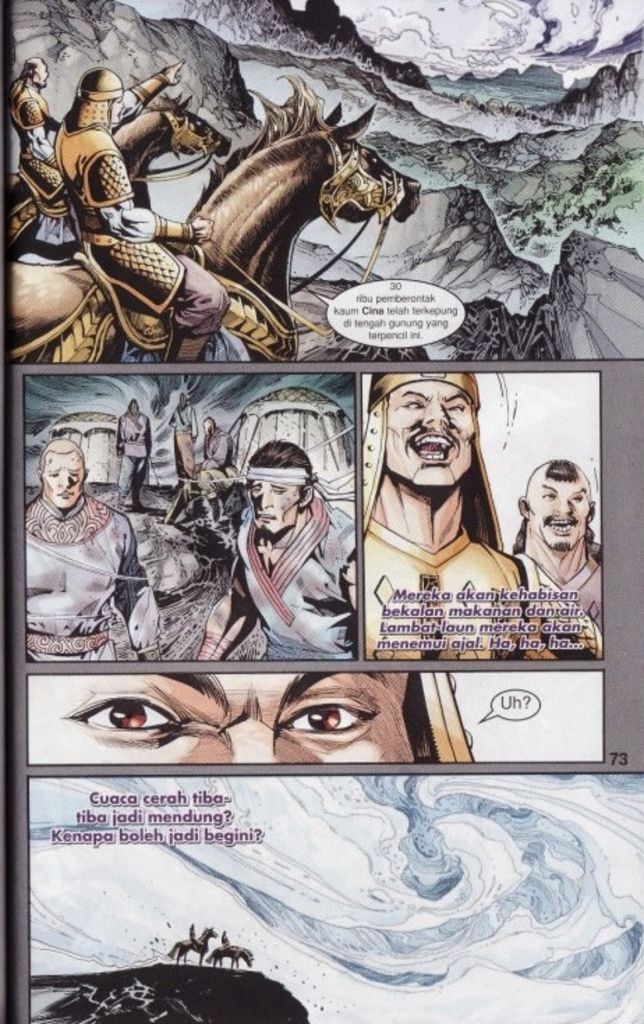 30
ribu pemberontak
kaum Cina telah terkepung
di tengah gunung yang
terpencil ini.
Mereka akan kehabisan
bekalan makanan dan air.
Lambat-laun mereka akan
menemui ajal. Ha, ha, ha...
Uh?
73
Cuaca cerah tiba-
tiba jadi mendung?
Kenapa boleh jadi begini?